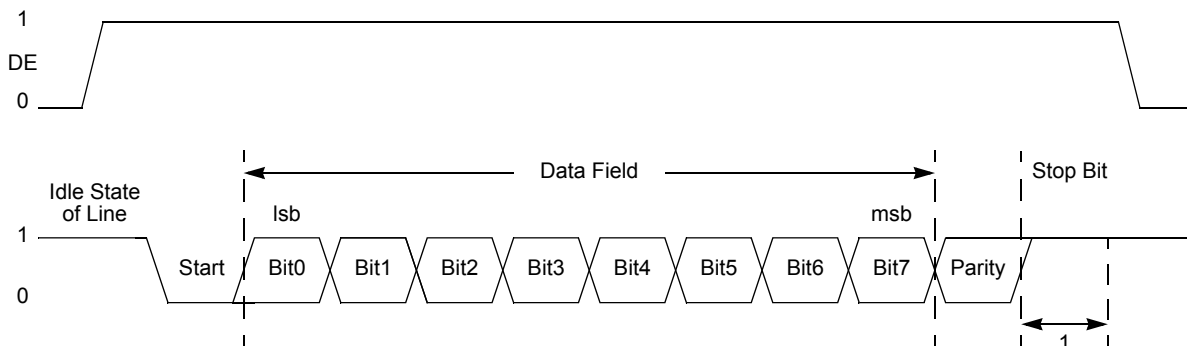 1
DE
0
Data Field
Stop Bit
Idle State
of Line
lsb
msb
1
Start
Bit0
Bit1
Bit2
Bit3
Bit4
Bit5
Bit6
Bit7
Parity
0
1